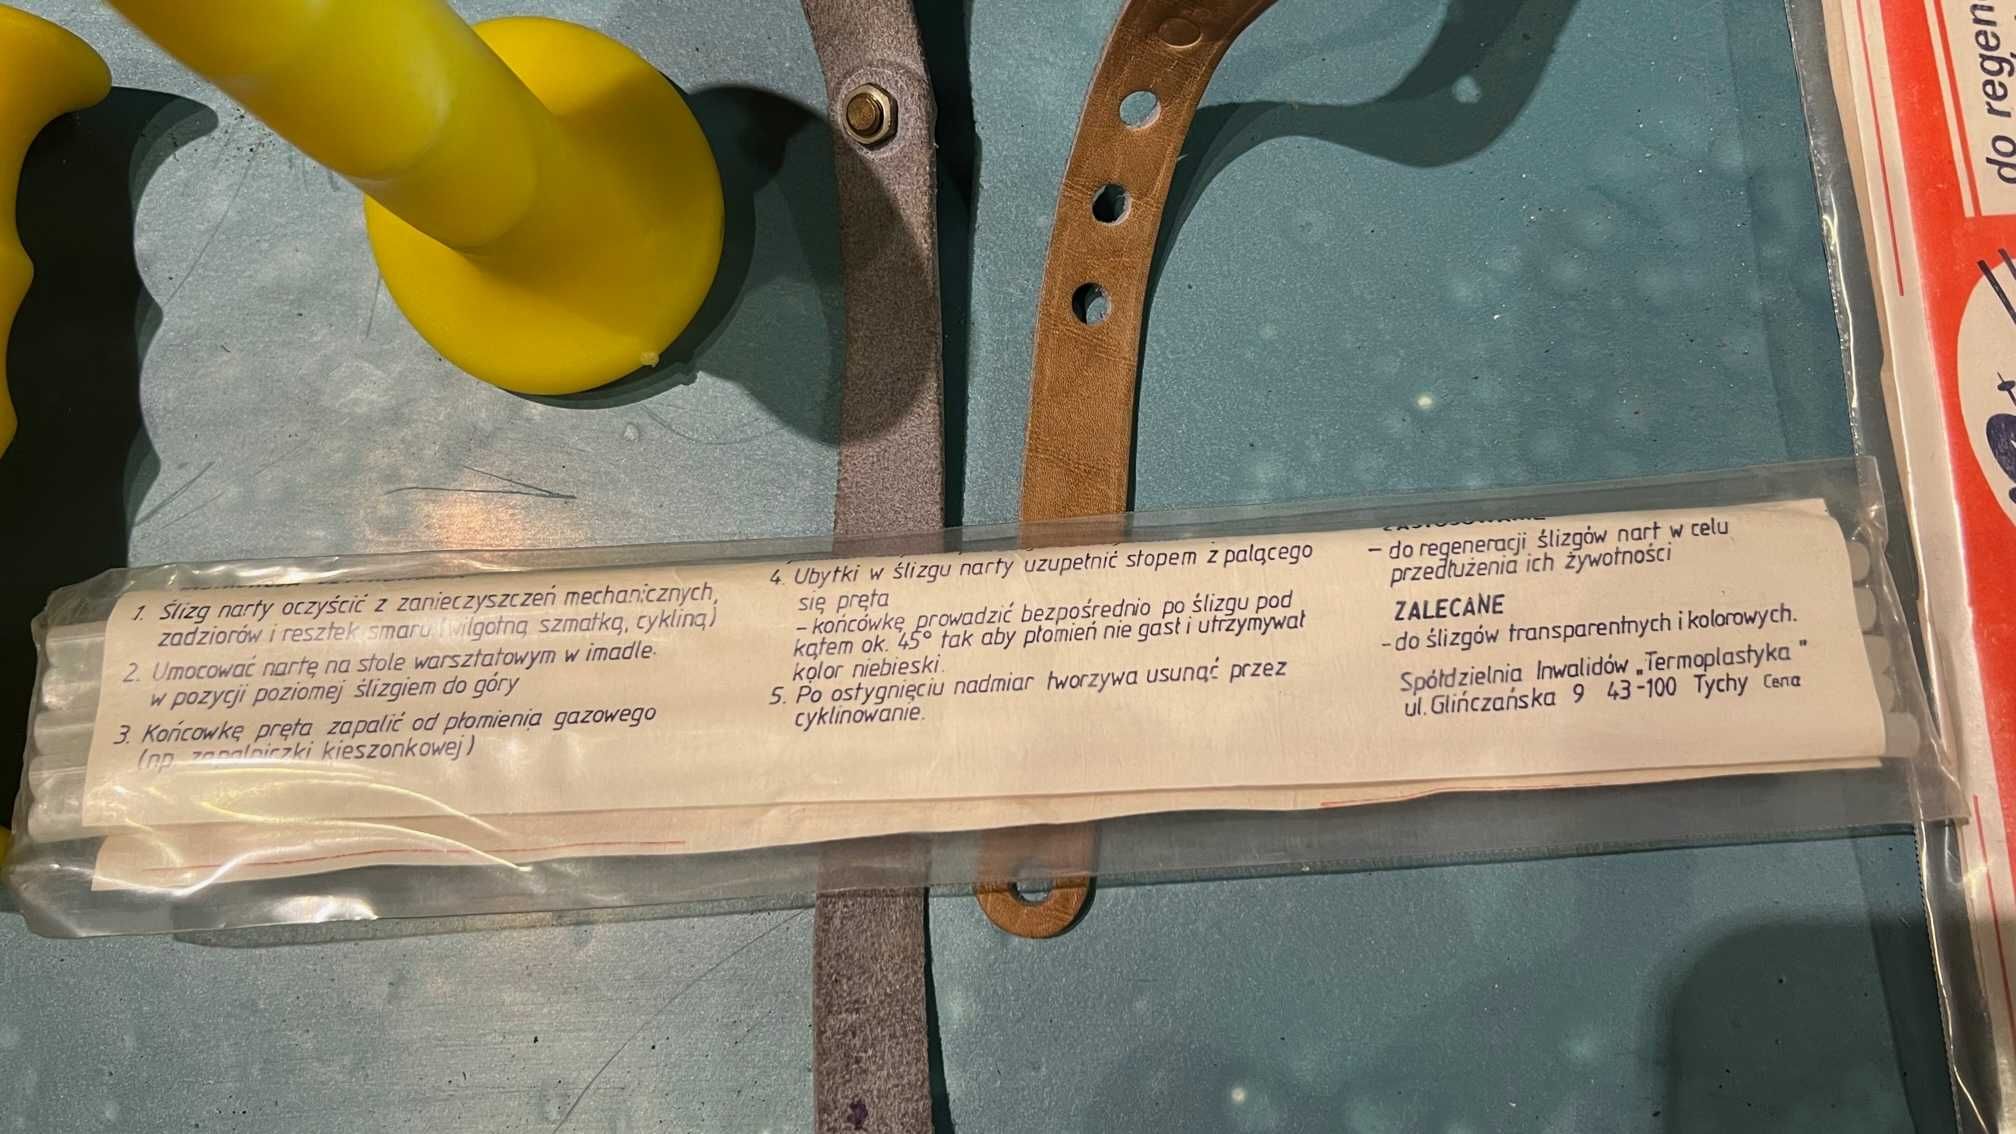 1. Ślizg narty oczyścić z zanieczyszczeń mechanicznych,
zadziorów i resztek smaru (wilgotną szmatką, cykliną)
2. Umocować nartę na stole warsztatowym w imadle
w pozycji poziomej ślizgiem do góry
3. Końcówkę pręta zapalić od płomienia gazowego
(np. zapalniczki kieszonkowej)
4. Ubytki w ślizgu narty uzupełnić stopem z palącego
się pręta
– końcówkę prowadzić bezpośrednio po ślizgu pod
kątem ok. 45° tak aby płomień nie gasł i utrzymywał
kolor niebieski.
5. Po ostygnięciu nadmiar tworzywa usunąć przez
cyklinowanie.
ZASTOSOWANIE
– do regeneracji ślizgów nart w celu
przedłużenia ich żywotności
ZALECANE
– do ślizgów transparentnych i kolorowych.
Spółdzielnia Inwalidów „Termoplastyka"
ul. Glińczańska 9 43-100 Tychy Cena
do regen